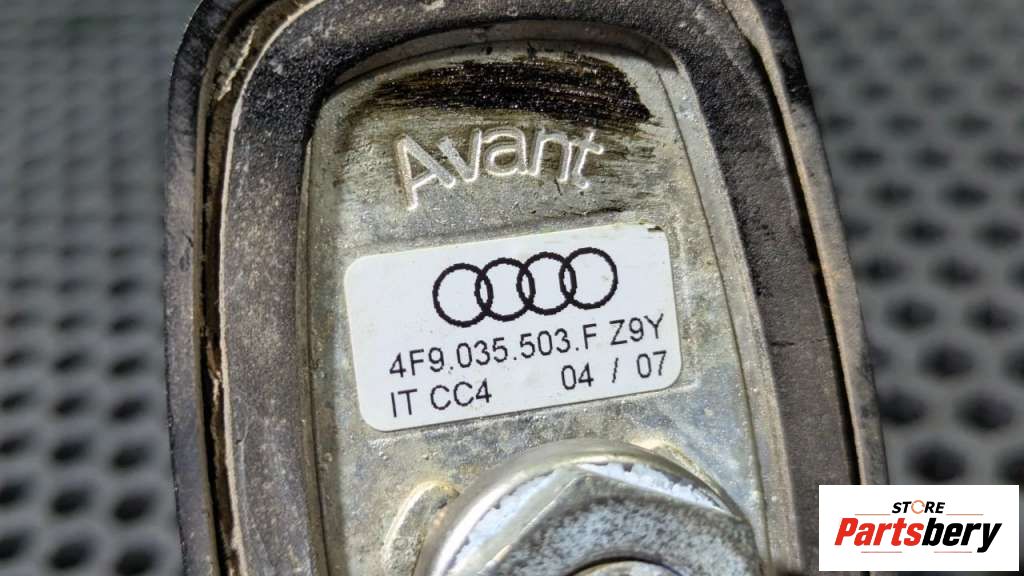 Avant
4F9.035.503.F Z9Y
IT CC4 04 / 07
STORE
Partsbery